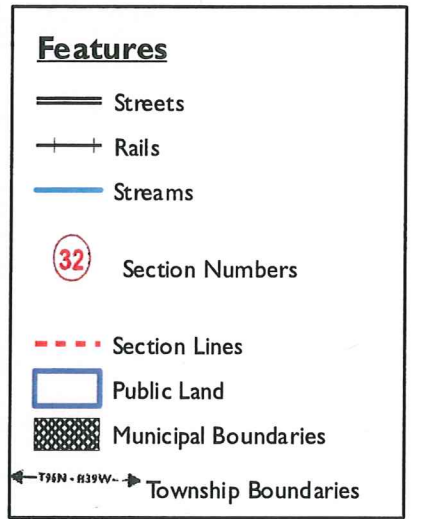 Features
Streets
Rails
Streams
32 Section Numbers
Section Lines
Public Land
Municipal Boundaries
T96N - R39W- Township Boundaries